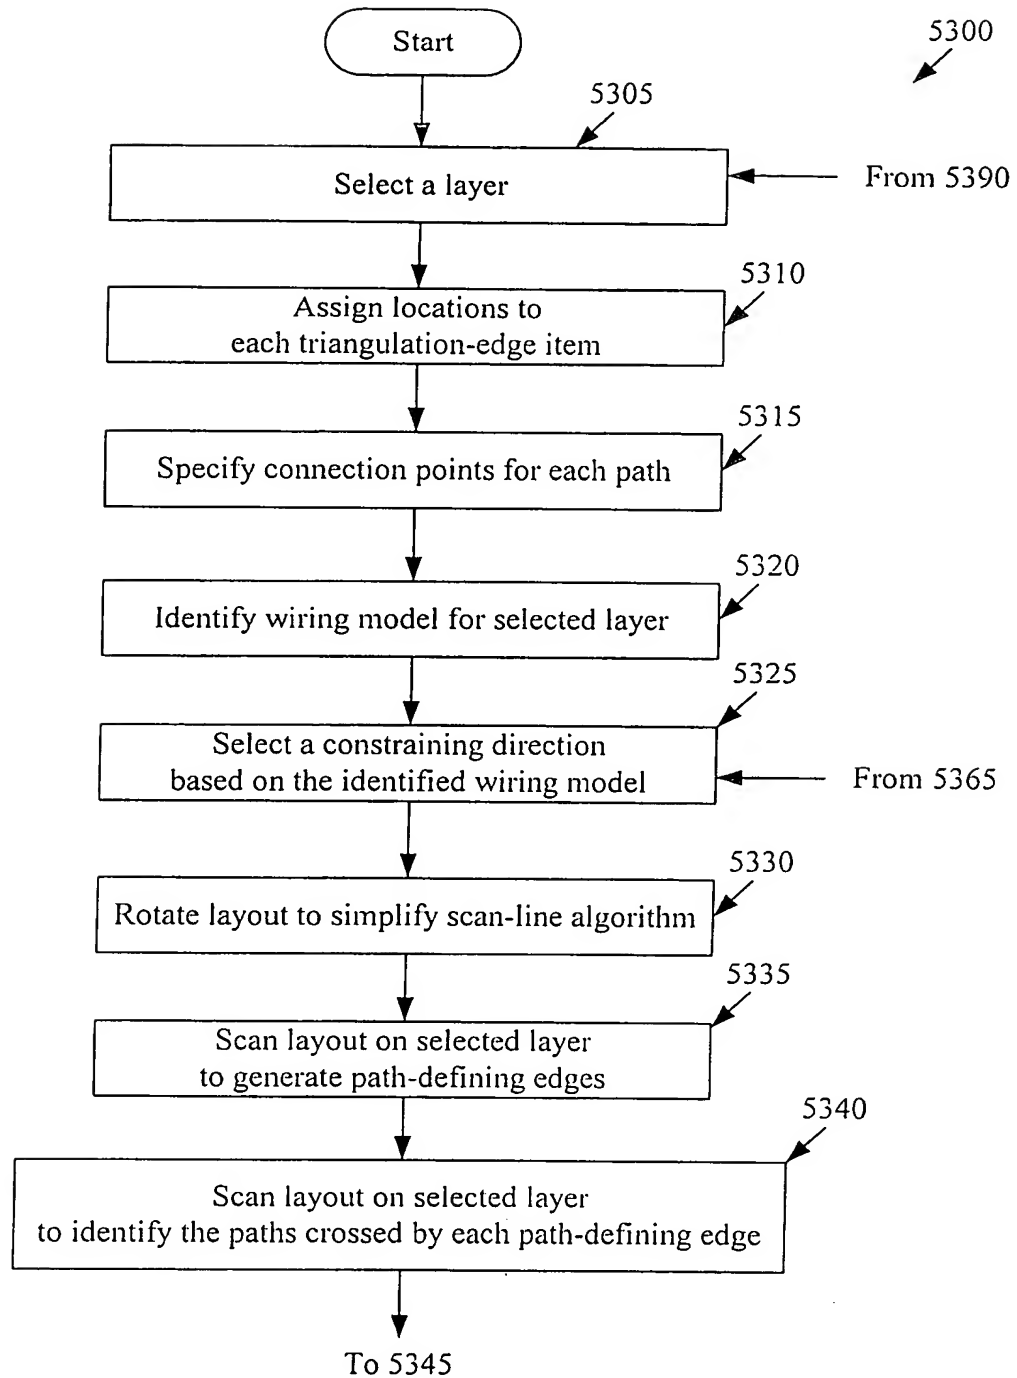 Start
5300
5305
Select a layer
From 5390
5310
Assign locations to
each triangulation-edge item
5315
Specify connection points for each path
5320
Identify wiring model for selected layer
5325
Select a constraining direction
based on the identified wiring model
From 5365
5330
Rotate layout to simplify scan-line algorithm
5335
Scan layout on selected layer
to generate path-defining edges
5340
Scan layout on selected layer
to identify the paths crossed by each path-defining edge
To 5345